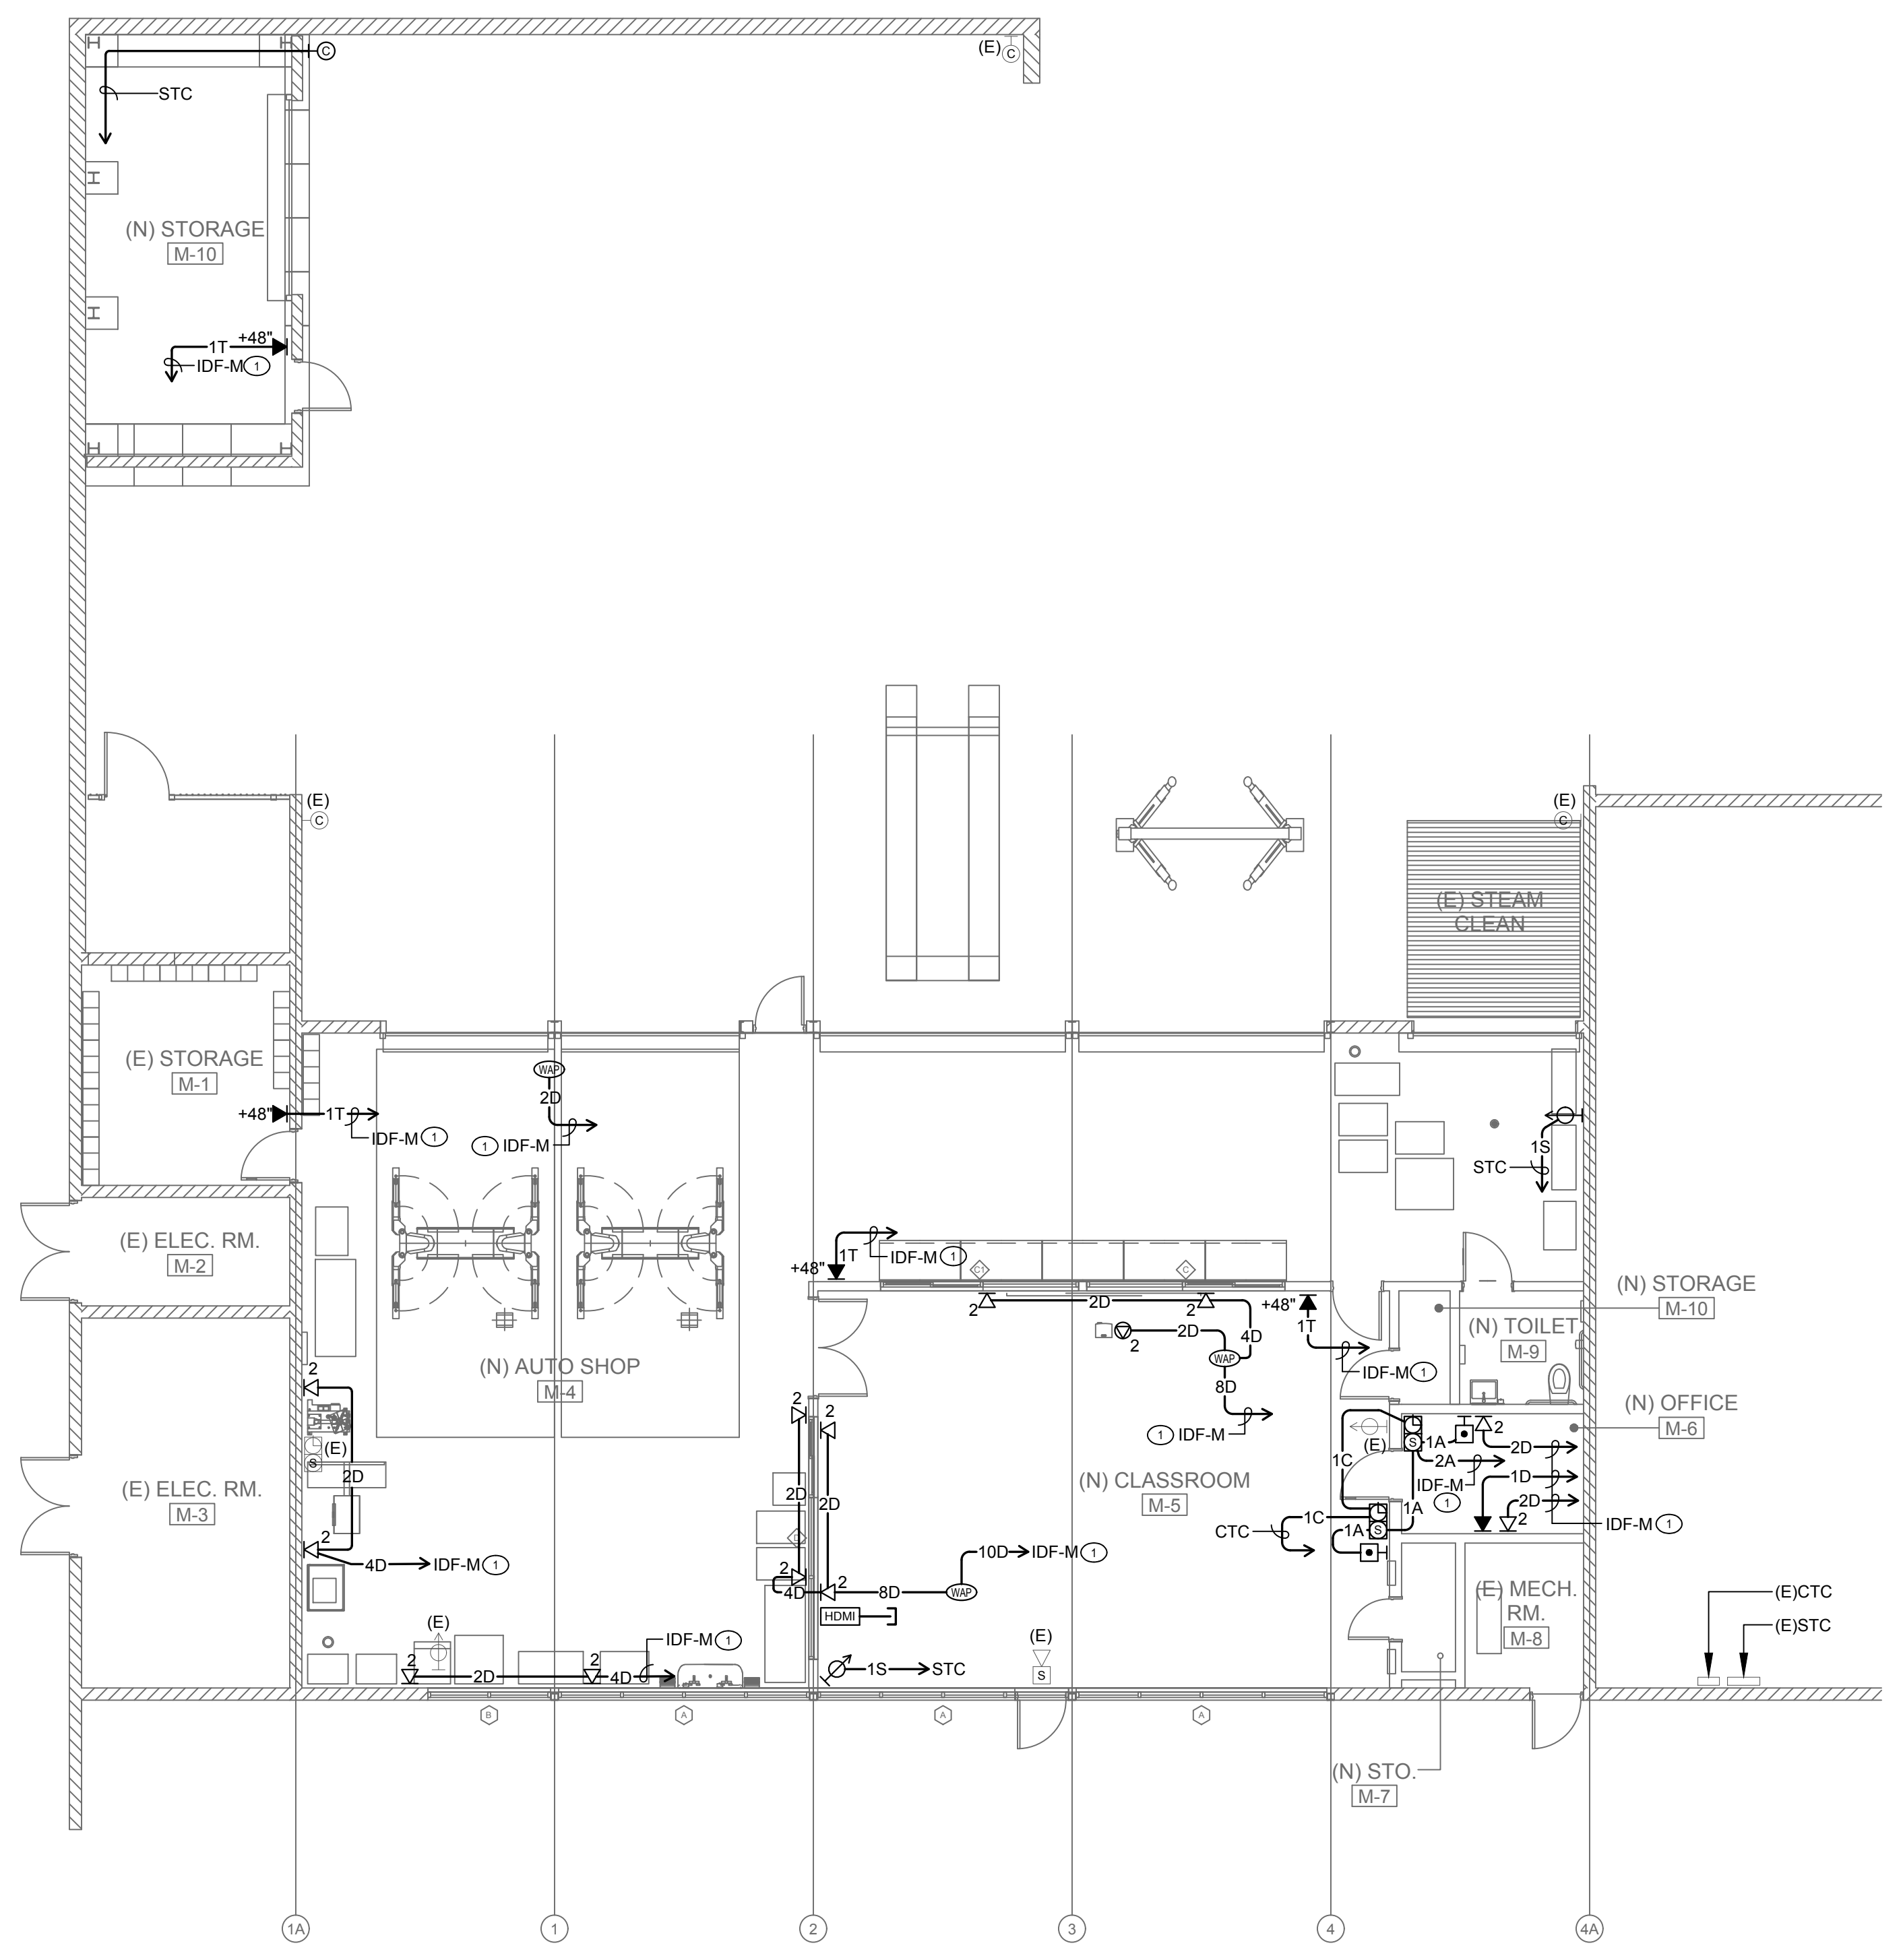 C
(E)
C
STC
(N) STORAGE
M-10
+48"
1T
IDF-M 1
(E)
C
(E)
C
(E) STEAM
CLEAN
(E) STORAGE
M-1
WAP
2D
+48"
1T
IDF-M 1
1 IDF-M
1S
STC
(E) ELEC. RM.
M-2
1T
IDF-M 1
+48"
C1
C
(N) STORAGE
M-10
2
2D
2
+48"
1T
4D
2D
2
WAP
IDF-M 1
(N) TOILET
M-9
(N) AUTO SHOP
M-4
8D
1 IDF-M
(N) OFFICE
M-6
2
2
2
(E)
S
2D
2D
2D
D
(E)
1C
S
1A
2
2D
2A
1D
IDF-M
1
2D
2
IDF-M 1
1A
(N) CLASSROOM
M-5
(E) ELEC. RM.
M-3
CTC
1C
1A
S
2
4D
IDF-M 1
10D
IDF-M 1
2
4D
2
8D
WAP
HDMI
(E) MECH.
RM.
M-8
(E)CTC
(E)STC
(E)
IDF-M 1
2
2D
2
4D
1S
STC
(E)
S
B
A
A
A
(N) STO.
M-7
1A
1
2
3
4
4A